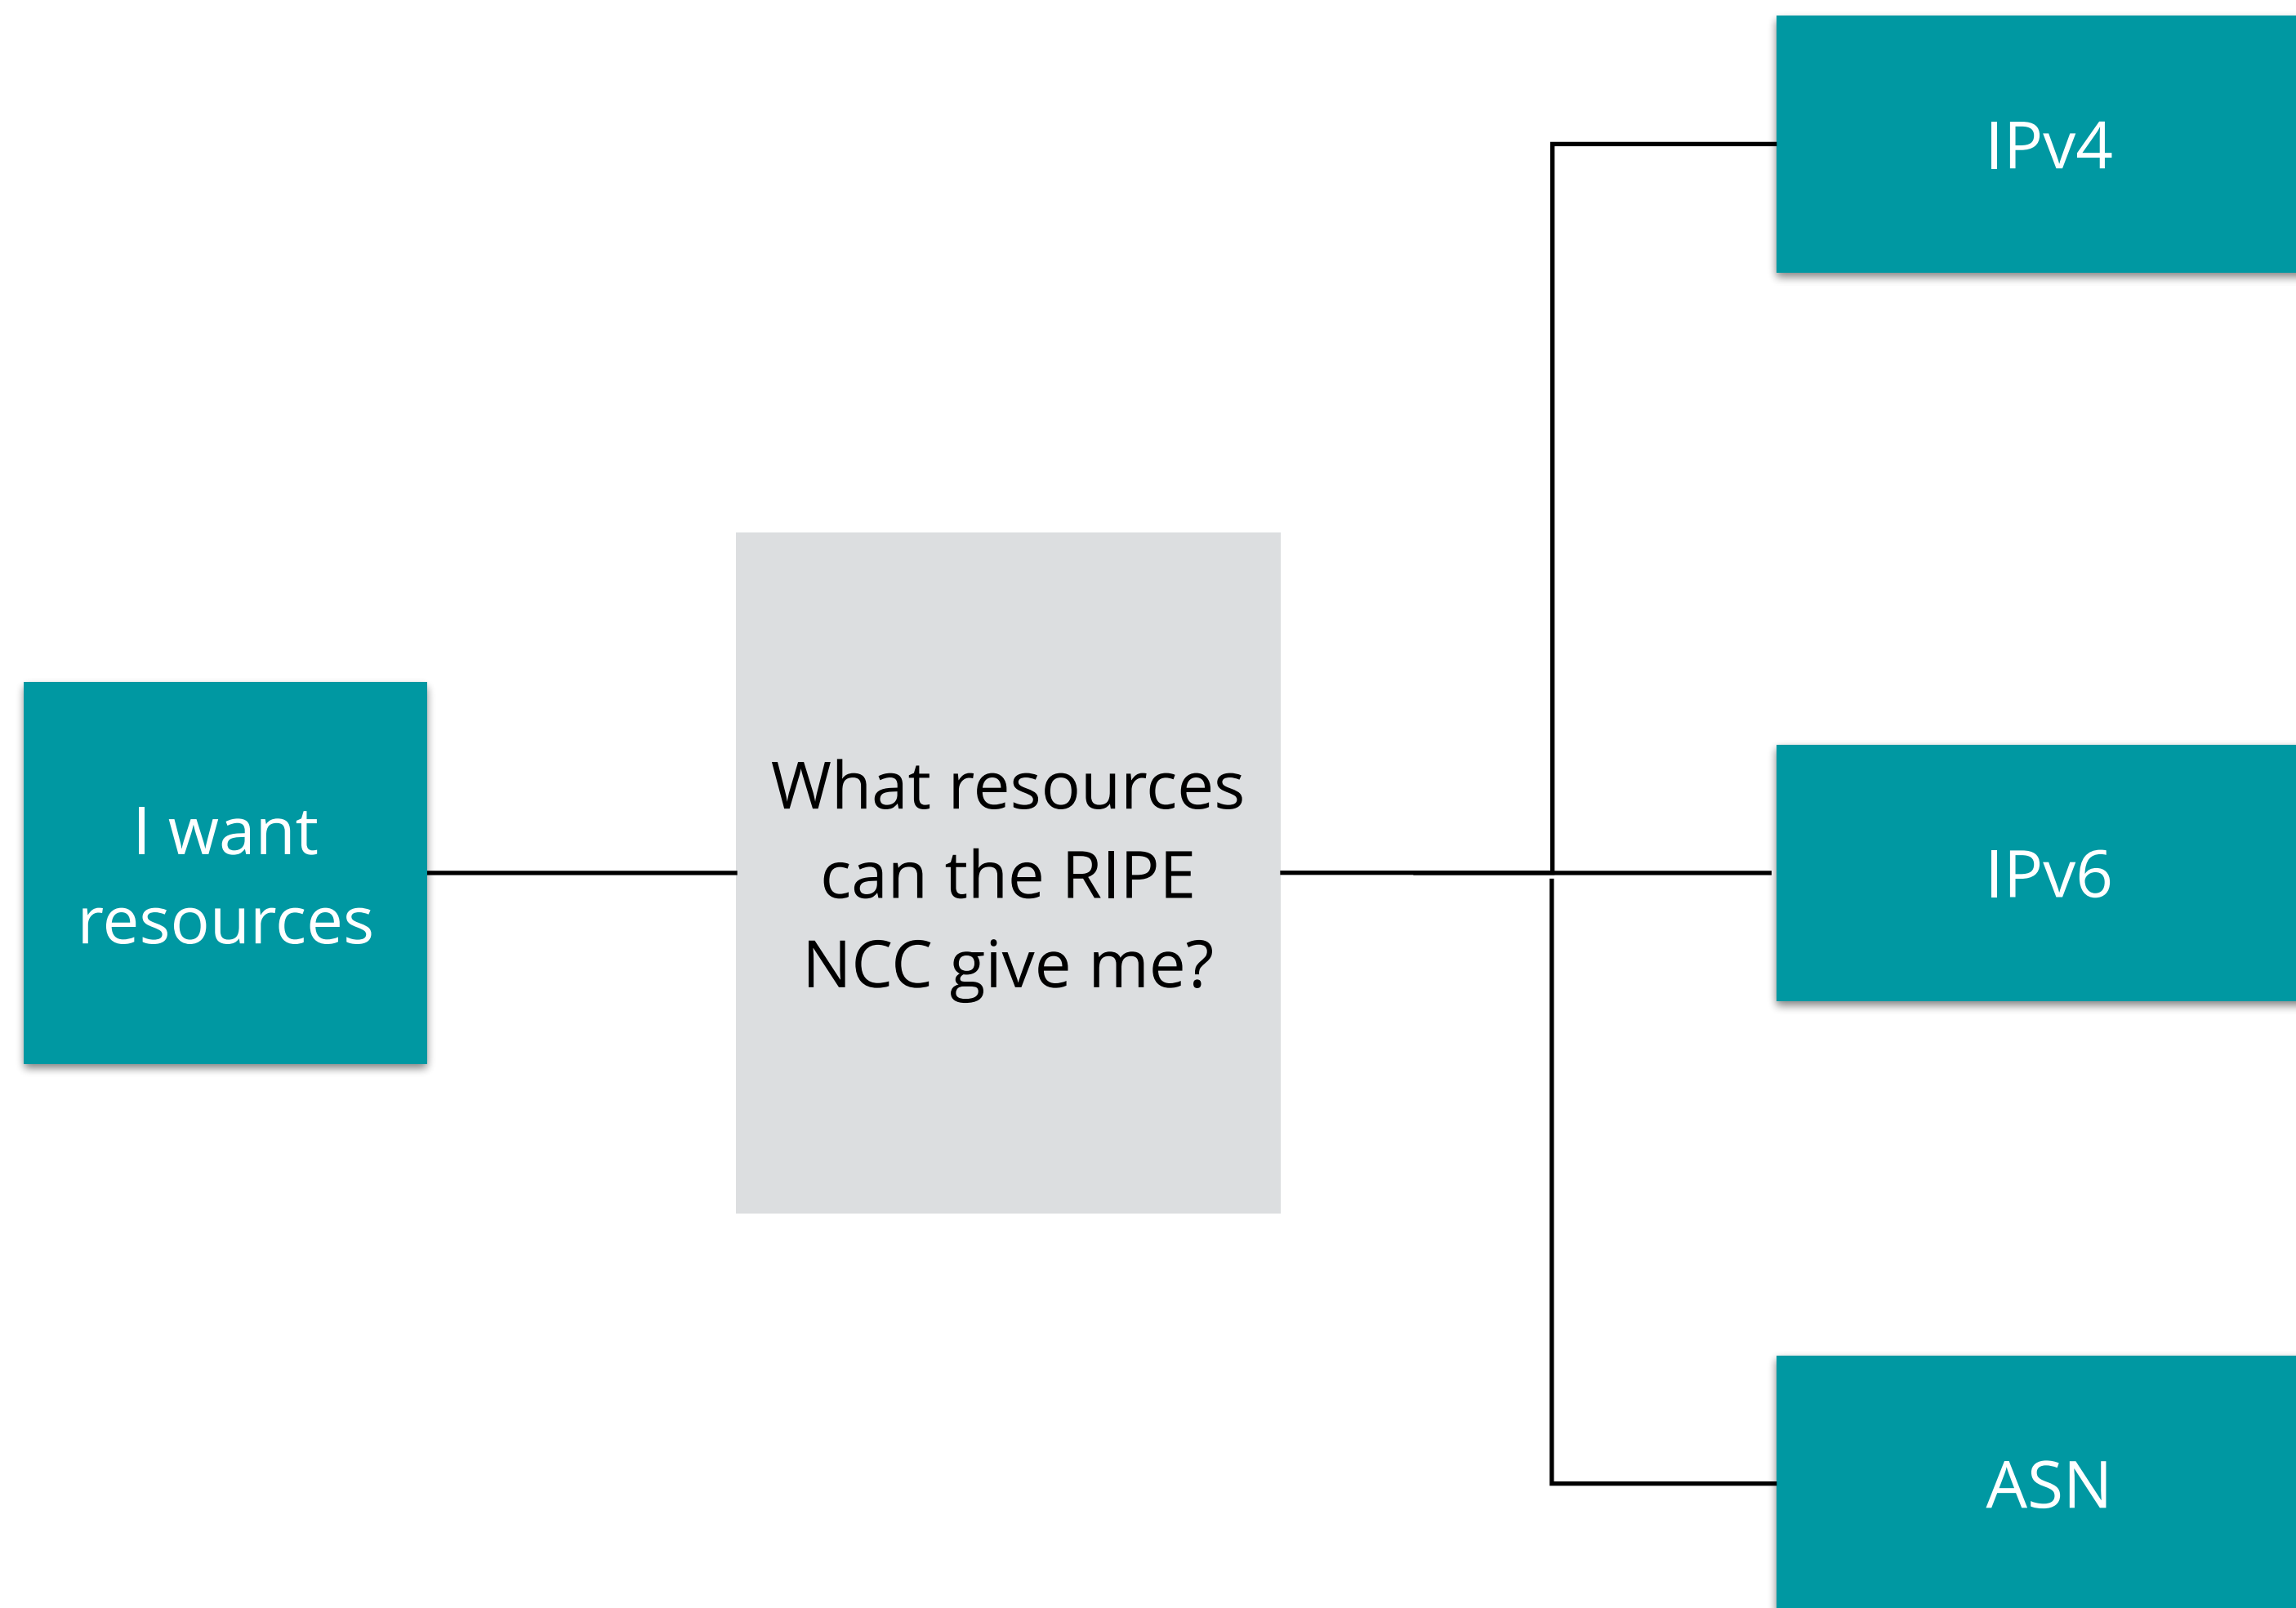 I want
resources
What resources
can the RIPE
NCC give me?
IPv4
IPv6
ASN